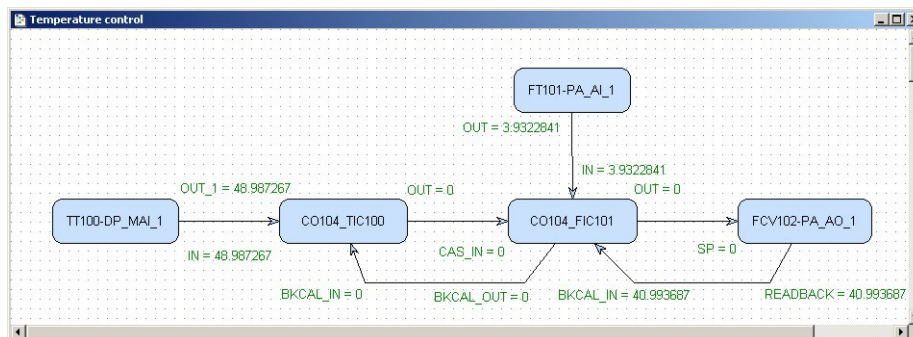 Temperature control
FT101-PA_AI_1
OUT = 3.9322841
IN = 3.9322841
OUT_1 = 48.987267
OUT = 0
OUT = 0
TT100-DP_MAI_1
CO104_TIC100
CO104_FIC101
FCV102-PA_AO_1
IN = 48.987267
CAS_IN = 0
SP = 0
BKCAL_IN = 0
BKCAL_OUT = 0
BKCAL_IN = 40.993687
READBACK = 40.993687